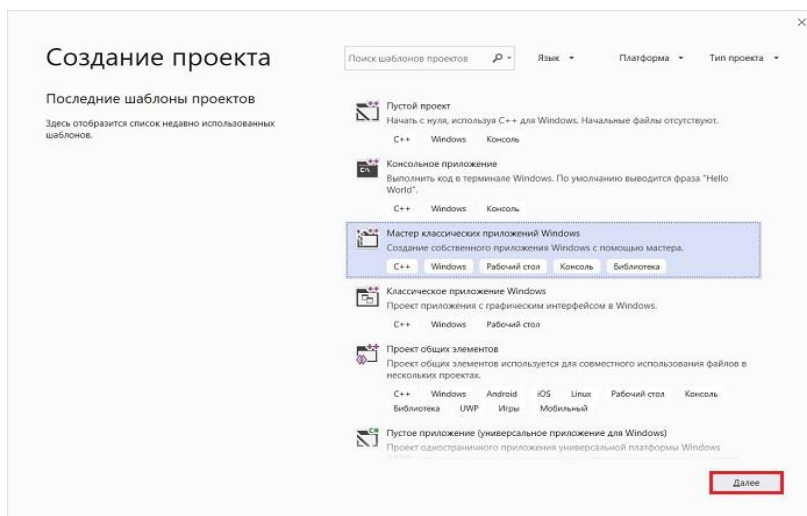 Создание проекта
Поиск шаблонов проектов
Язык
Платформа
Тип проекта
Последние шаблоны проектов
Здесь отобразится список недавно использованных
шаблонов.
Пустой проект
Начать с нуля, используя C++ для Windows. Начальные файлы отсутствуют.
C++ Windows Консоль
Консольное приложение
Выполнить код в терминале Windows. По умолчанию выводится фраза "Hello
World".
C++ Windows Консоль
Мастер классических приложений Windows
Создание собственного приложения Windows с помощью мастера.
C++ Windows Рабочий стол Консоль Библиотека
Классическое приложение Windows
Проект приложения с графическим интерфейсом в Windows.
C++ Windows Рабочий стол
Проект общих элементов
Проект общих элементов используется для совместного использования файлов в
нескольких проектах.
C++ Windows Android iOS Linux Рабочий стол Консоль
Библиотека UWP Игры Мобильный
Пустое приложение (универсальное приложение для Windows)
Проект одностраничного приложения универсальной платформы Windows
Далее